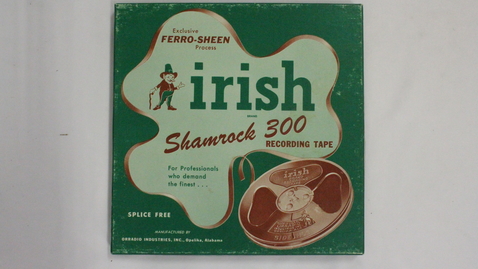 Exclusive
FERRO-SHEEN
Process
irish
BRAND
Shamrock 300
RECORDING TAPE
For Professionals
who demand
the finest . . .
irish
SPLICE FREE
MANUFACTURED BY
ORRADIO INDUSTRIES, INC., Opelika, Alabama